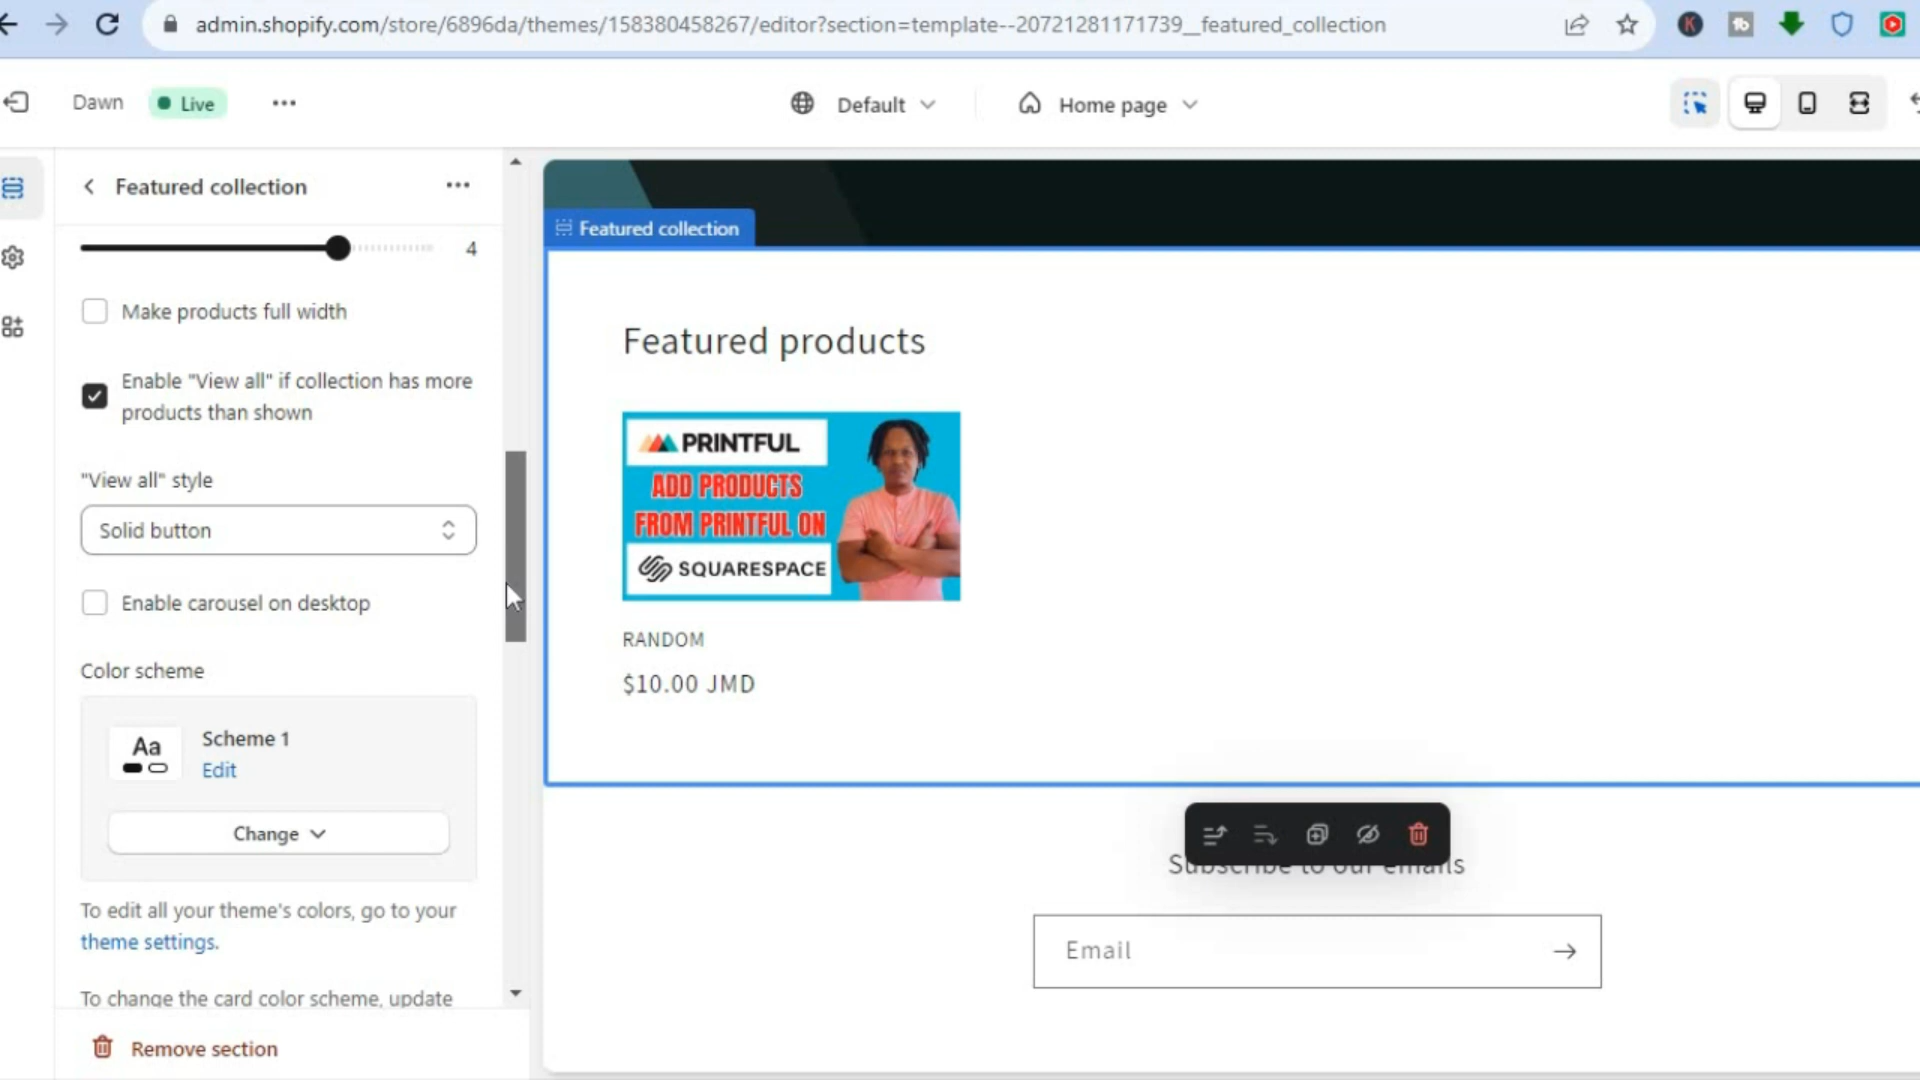 admin.shopify.com/store/6896da/themes/158380458267/editor?section=template--20721281171739__featured_collection
Dawn
Live
Default
Home page
Featured collection
4
Make products full width
Enable "View all" if collection has more
products than shown
"View all" style
Solid button
Enable carousel on desktop
Color scheme
Aa
Scheme 1
Edit
Change
To edit all your theme's colors, go to your
theme settings.
To change the card color scheme, update
Remove section
Featured collection
Featured products
PRINTFUL
ADD PRODUCTS
FROM PRINTFUL ON
SQUARESPACE
RANDOM
$10.00 JMD
Subscribe to our emails
Email